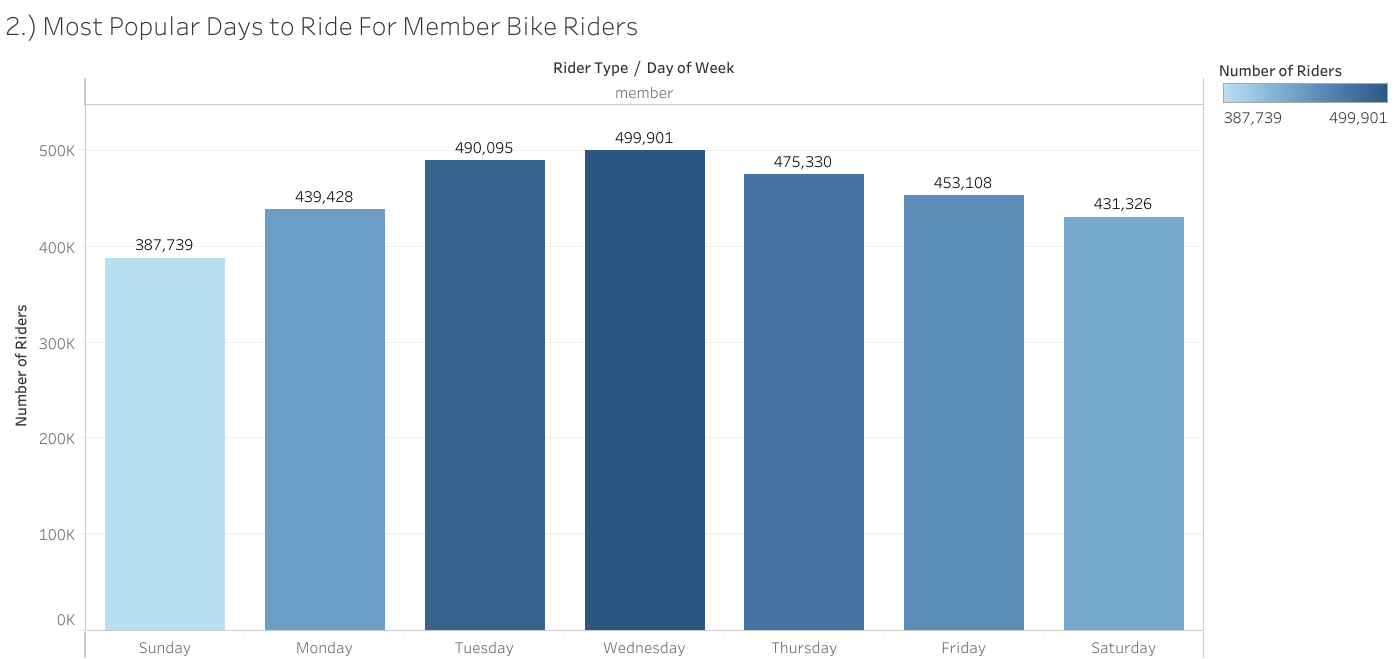 2.) Most Popular Days to Ride For Member Bike Riders
Rider Type / Day of Week
member
Number of Riders
387,739 499,901
Number of Riders
500K
400K
300K
200K
100K
0K
387,739
439,428
490,095
499,901
475,330
453,108
431,326
Sunday Monday Tuesday Wednesday Thursday Friday Saturday